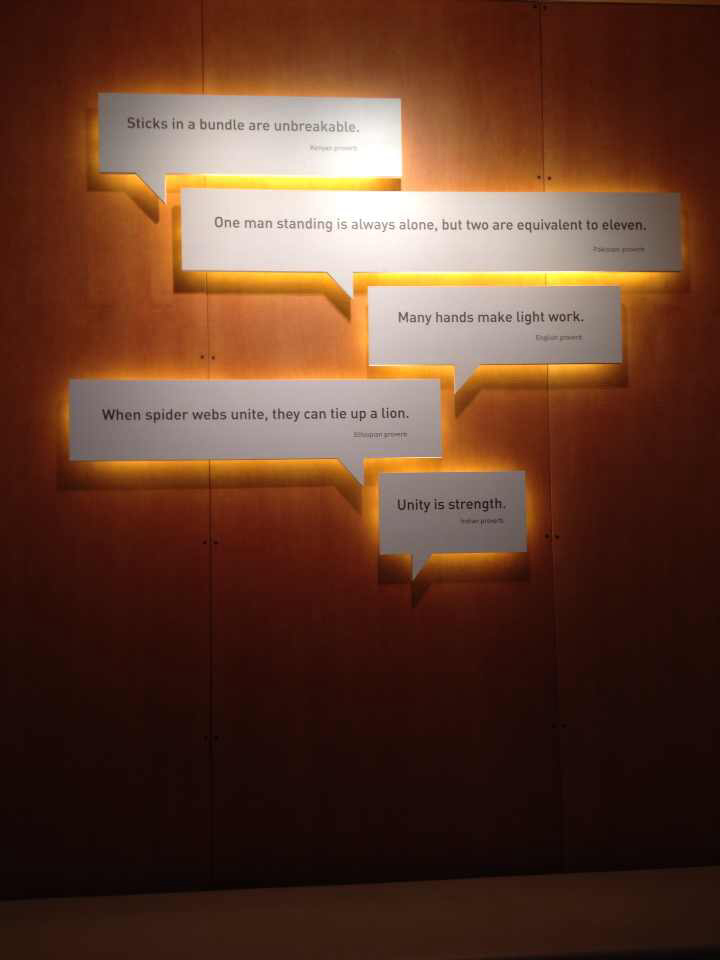 Sticks in a bundle are unbreakable.
Kenyan proverb
One man standing is always alone, but two are equivalent to eleven.
Pakistani proverb
Many hands make light work.
English proverb
When spider webs unite, they can tie up a lion.
Ethiopian proverb
Unity is strength.
Indian proverb